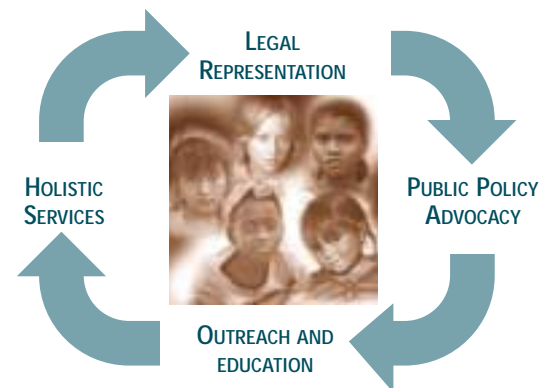 LEGAL
REPRESENTATION
PUBLIC POLICY
ADVOCACY
OUTREACH AND
EDUCATION
HOLISTIC
SERVICES